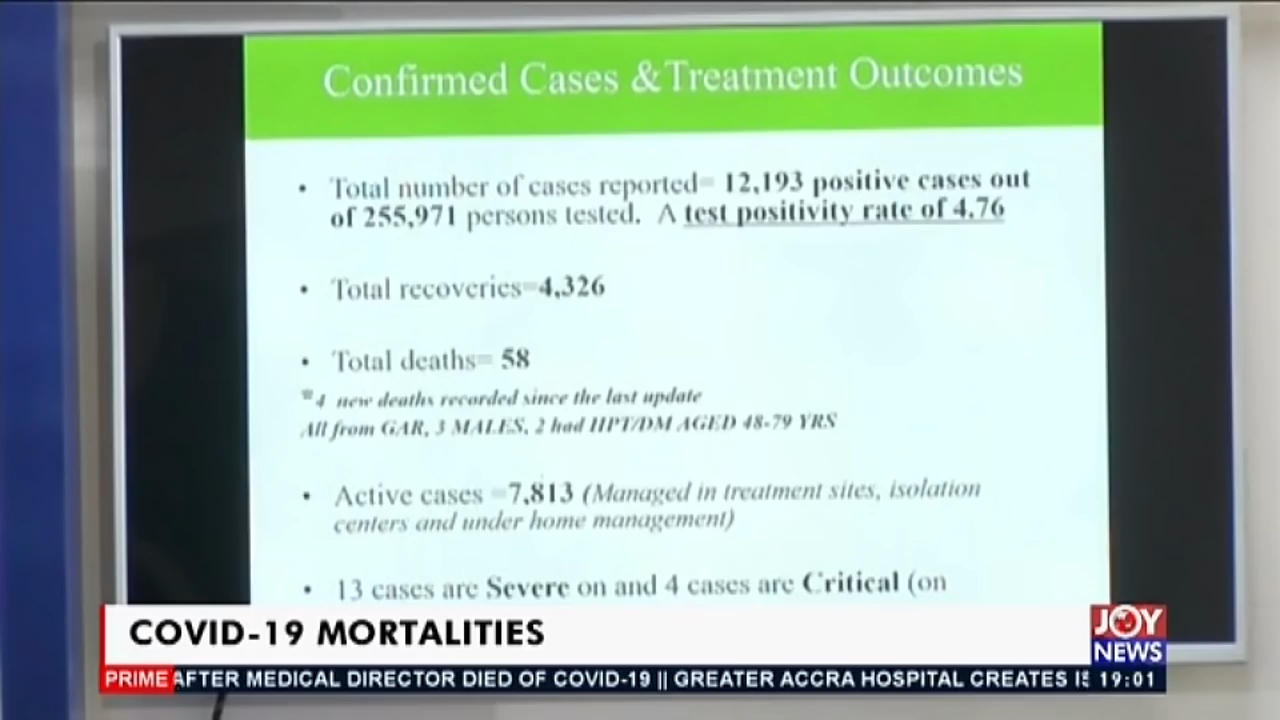 Confirmed Cases &Treatment Outcomes
• Total number of cases reported= 12,193 positive cases out
of 255,971 persons tested. A test positivity rate of 4.76
• Total recoveries=4,326
• Total deaths= 58
*4 new deaths recorded since the last update
All from GAR, 3 MALES, 2 had HPT/DM AGED 48-79 YRS
• Active cases =7,813 (Managed in treatment sites, isolation
centers and under home management)
• 13 cases are Severe on and 4 cases are Critical (on
COVID-19 MORTALITIES
JOY
NEWS
PRIME AFTER MEDICAL DIRECTOR DIED OF COVID-19 || GREATER ACCRA HOSPITAL CREATES 19:01